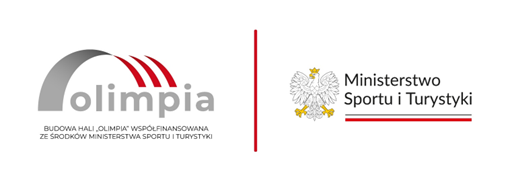 olimpia
BUDOWA HALI „OLIMPIA” WSPÓŁFINANSOWANA
ZE ŚRODKÓW MINISTERSTWA SPORTU I TURYSTYKI
Ministerstwo
Sportu i Turystyki